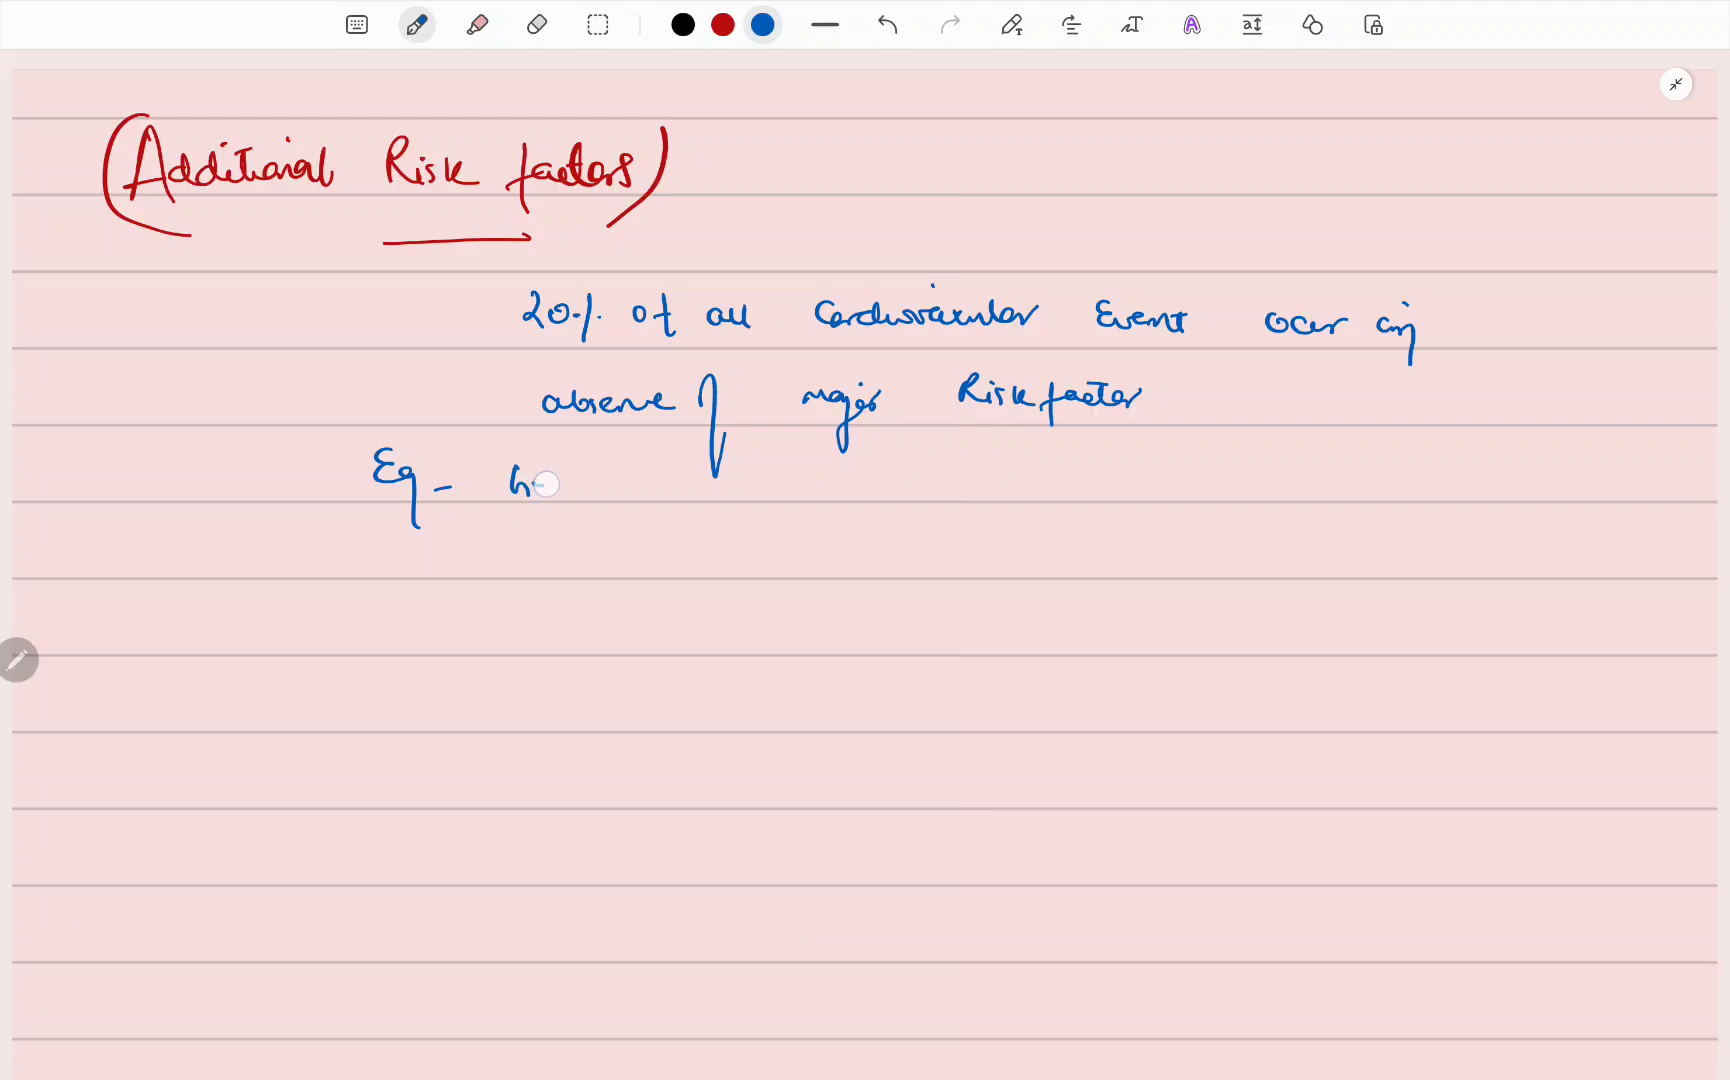 (Additional Risk factors)
20% of all Cardiovascular Event occur in
absence of major Risk factor
Eg -